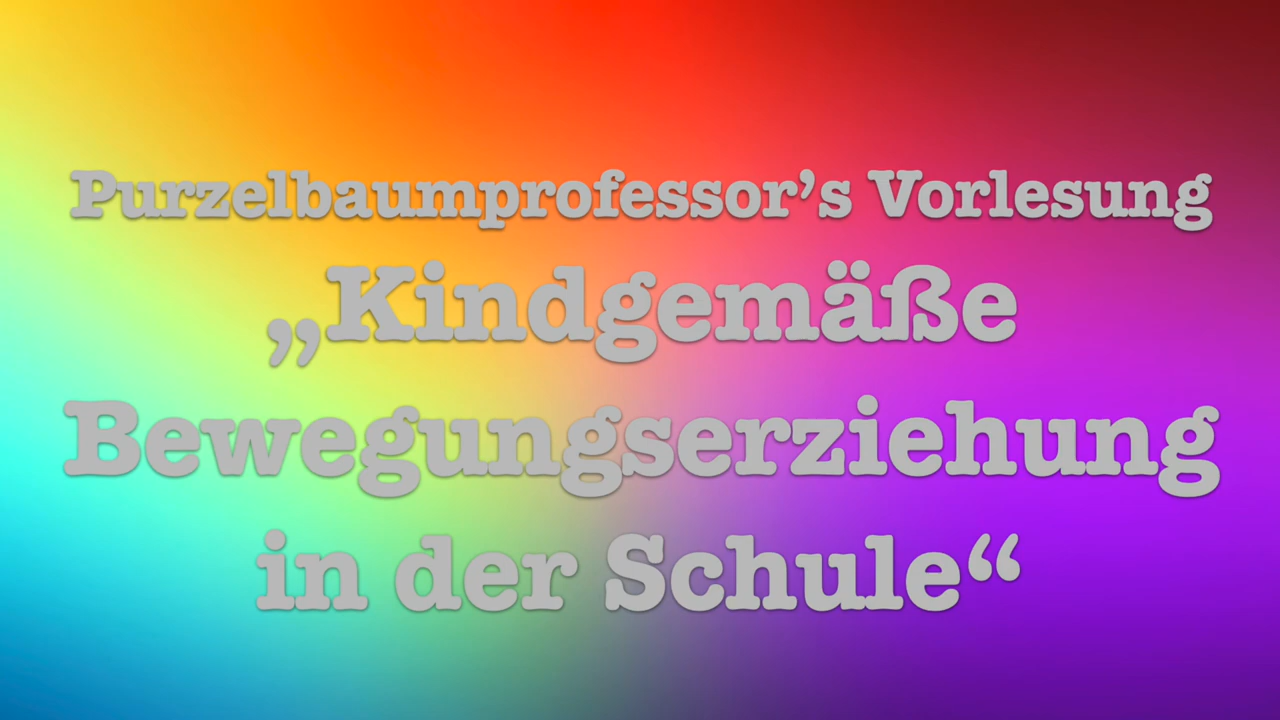 Purzelbaumprofessor’s Vorlesung
„Kindgemäße
Bewegungserziehung
in der Schule“